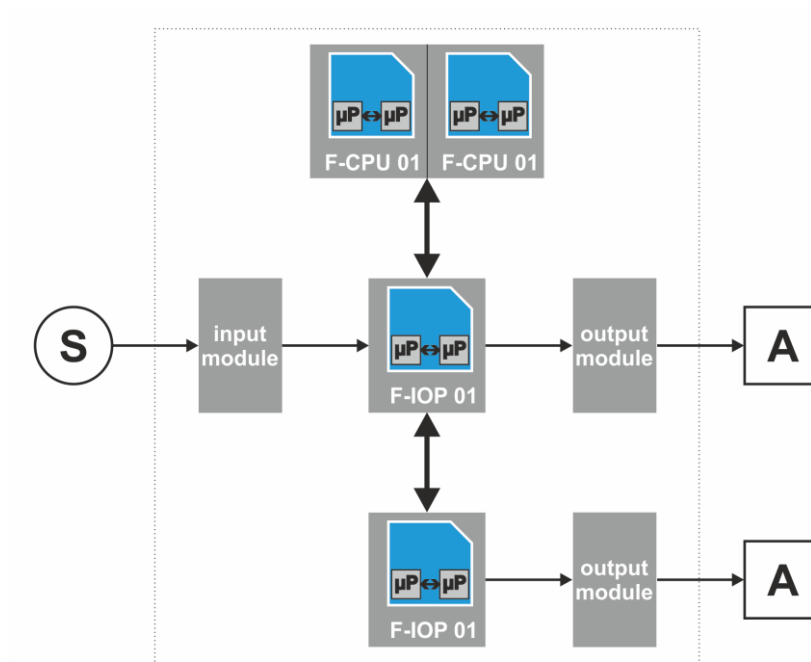 µP µP
µP µP
F-CPU 01
F-CPU 01
S
input
module
µP µP
F-IOP 01
output
module
A
µP µP
F-IOP 01
output
module
A